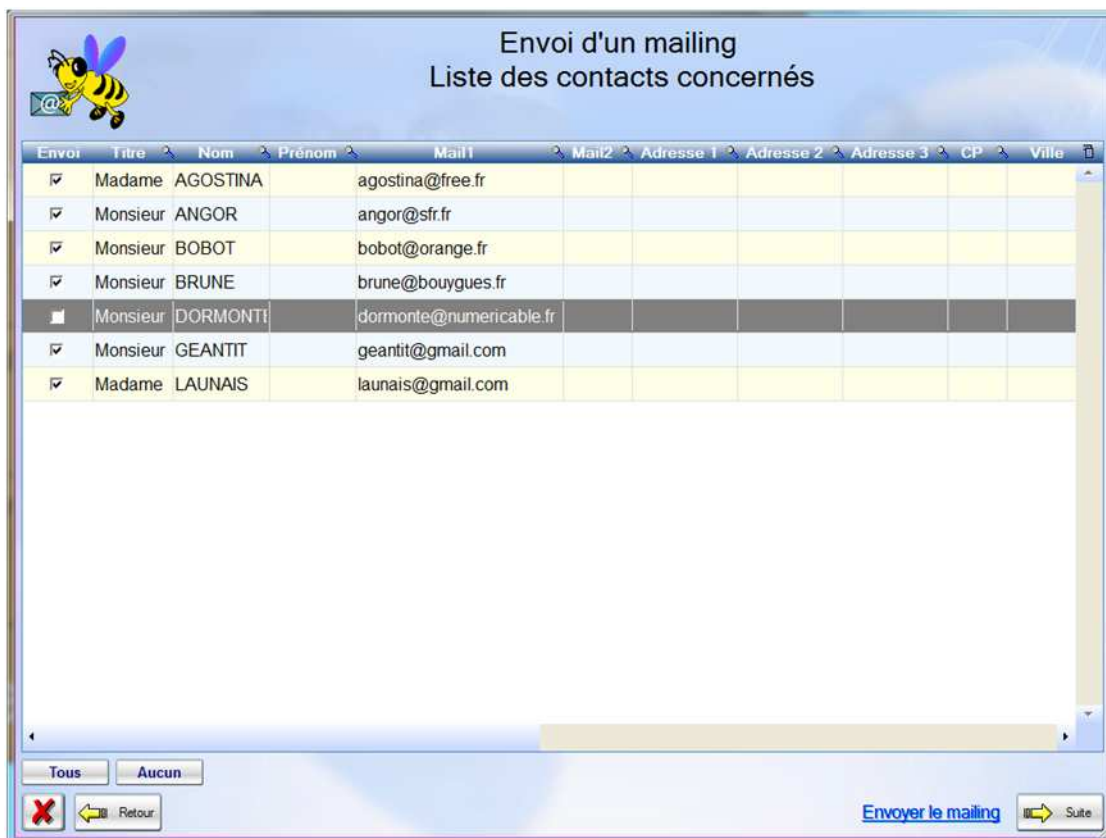 Envoi d'un mailing
Liste des contacts concernés
@
Envoi Titre Nom Prénom Mail1 Mail2 Adresse 1 Adresse 2 Adresse 3 CP Ville
Madame AGOSTINA agostina@free.fr
Monsieur ANGOR angor@sfr.fr
Monsieur BOBOT bobot@orange.fr
Monsieur BRUNE brune@bouygues.fr
Monsieur DORMONTE dormonte@numericable.fr
Monsieur GEANTIT geantit@gmail.com
Madame LAUNAIS launais@gmail.com
Tous Aucun
Retour Envoyer le mailing Suite